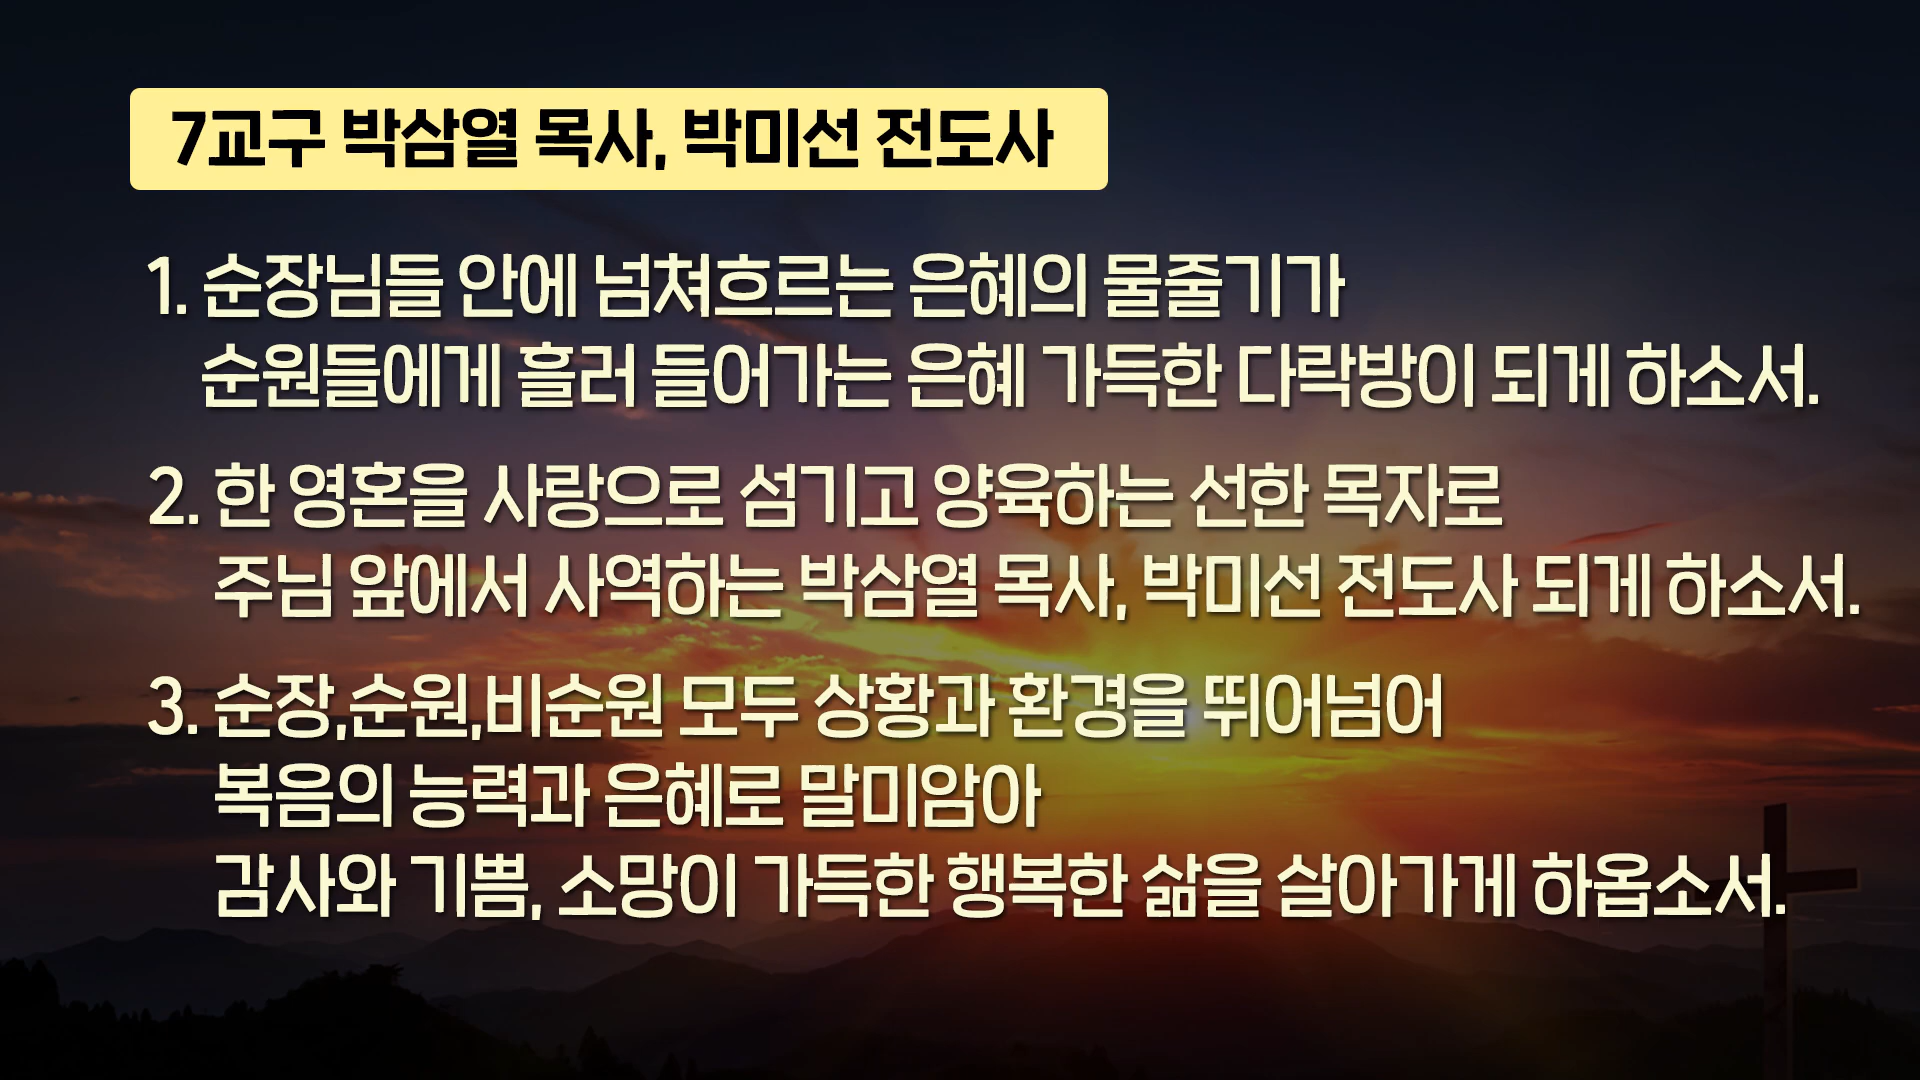 7교구 박삼열 목사, 박미선 전도사
1. 순장님들 안에 넘쳐흐르는 은혜의 물줄기가
순원들에게 흘러 들어가는 은혜 가득한 다락방이 되게 하소서.
2. 한 영혼을 사랑으로 섬기고 양육하는 선한 목자로
주님 앞에서 사역하는 박삼열 목사, 박미선 전도사 되게 하소서.
3. 순장,순원,비순원 모두 상황과 환경을 뛰어넘어
복음의 능력과 은혜로 말미암아
감사와 기쁨, 소망이 가득한 행복한 삶을 살아가게 하옵소서.